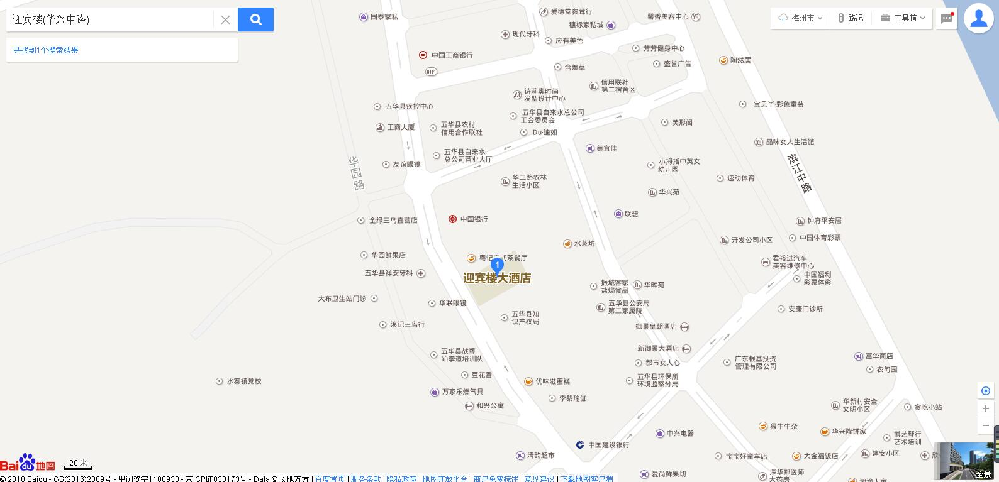 迎宾楼(华兴中路)
共找到1个搜索结果
梅州市
路况
工具箱
国泰家私
爱德堂参茸行
穗标家私城
馨香美容中心
现代牙科
应有美色
芳芳健身中心
中国工商银行
ATM
含羞草
盛誉广告
陶然居
信用联社
第二宿舍区
诗莉奥时尚
发型设计中心
五华县疾控中心
宝贝丫·彩色童装
五华县自来水总公司
工会委员会
工商大厦
五华县农村
信用合作联社
Du·迪如
美形阁
品味女人生活馆
美宜佳
五华县自来水
总公司营业大厅
友谊眼镜
华园路
小拇指中英文
幼儿园
滨江中路
速动体育
华二路农林
生活小区
华兴苑
联想
金绿三鸟直营店
中国银行
钟府平安居
水蒸坊
开发公司小区
中国体育彩票
华园鲜果店
粤记广式茶餐厅
1
迎宾楼大酒店
君裕进汽车
美容维修中心
五华县祥安牙科
中国福利
彩票体彩
振城客家
盐焗食品
华晖苑
大布卫生站门诊
华联眼镜
五华县公安局
第二家属院
安康门诊所
五华县知
识产权局
浪记三鸟行
御景皇朝酒店
新御景大酒店
五华县战尊
跆拳道培训队
都市女人心
广东根基投资
管理有限公司
富华商店
衣甸园
豆花香
优味滋蛋糕
五华县环保所
环境监察分局
水寨镇党校
万家乐燃气具
李黎瑜伽
和兴公寓
华新村安全
文明小区
贪吃小站
狠牛牛杂
华兴隆饼家
中兴电器
博艺琴行
艺术培训
中国建设银行
清韵超市
宝宝好童车店
大金福饭店
建安小区
欣
爱尚鲜果切
深华郑医师
大药房
湘渝人家
全景
Baidu地图
20 米
© 2018 Baidu - GS(2016)2089号 - 甲测资字1100930 - 京ICP证030173号 - Data © 长地万方 | 百度首页 | 服务条款 | 隐私政策 | 地图开放平台 | 商户免费标注 | 意见建议 | 下载地图客户端